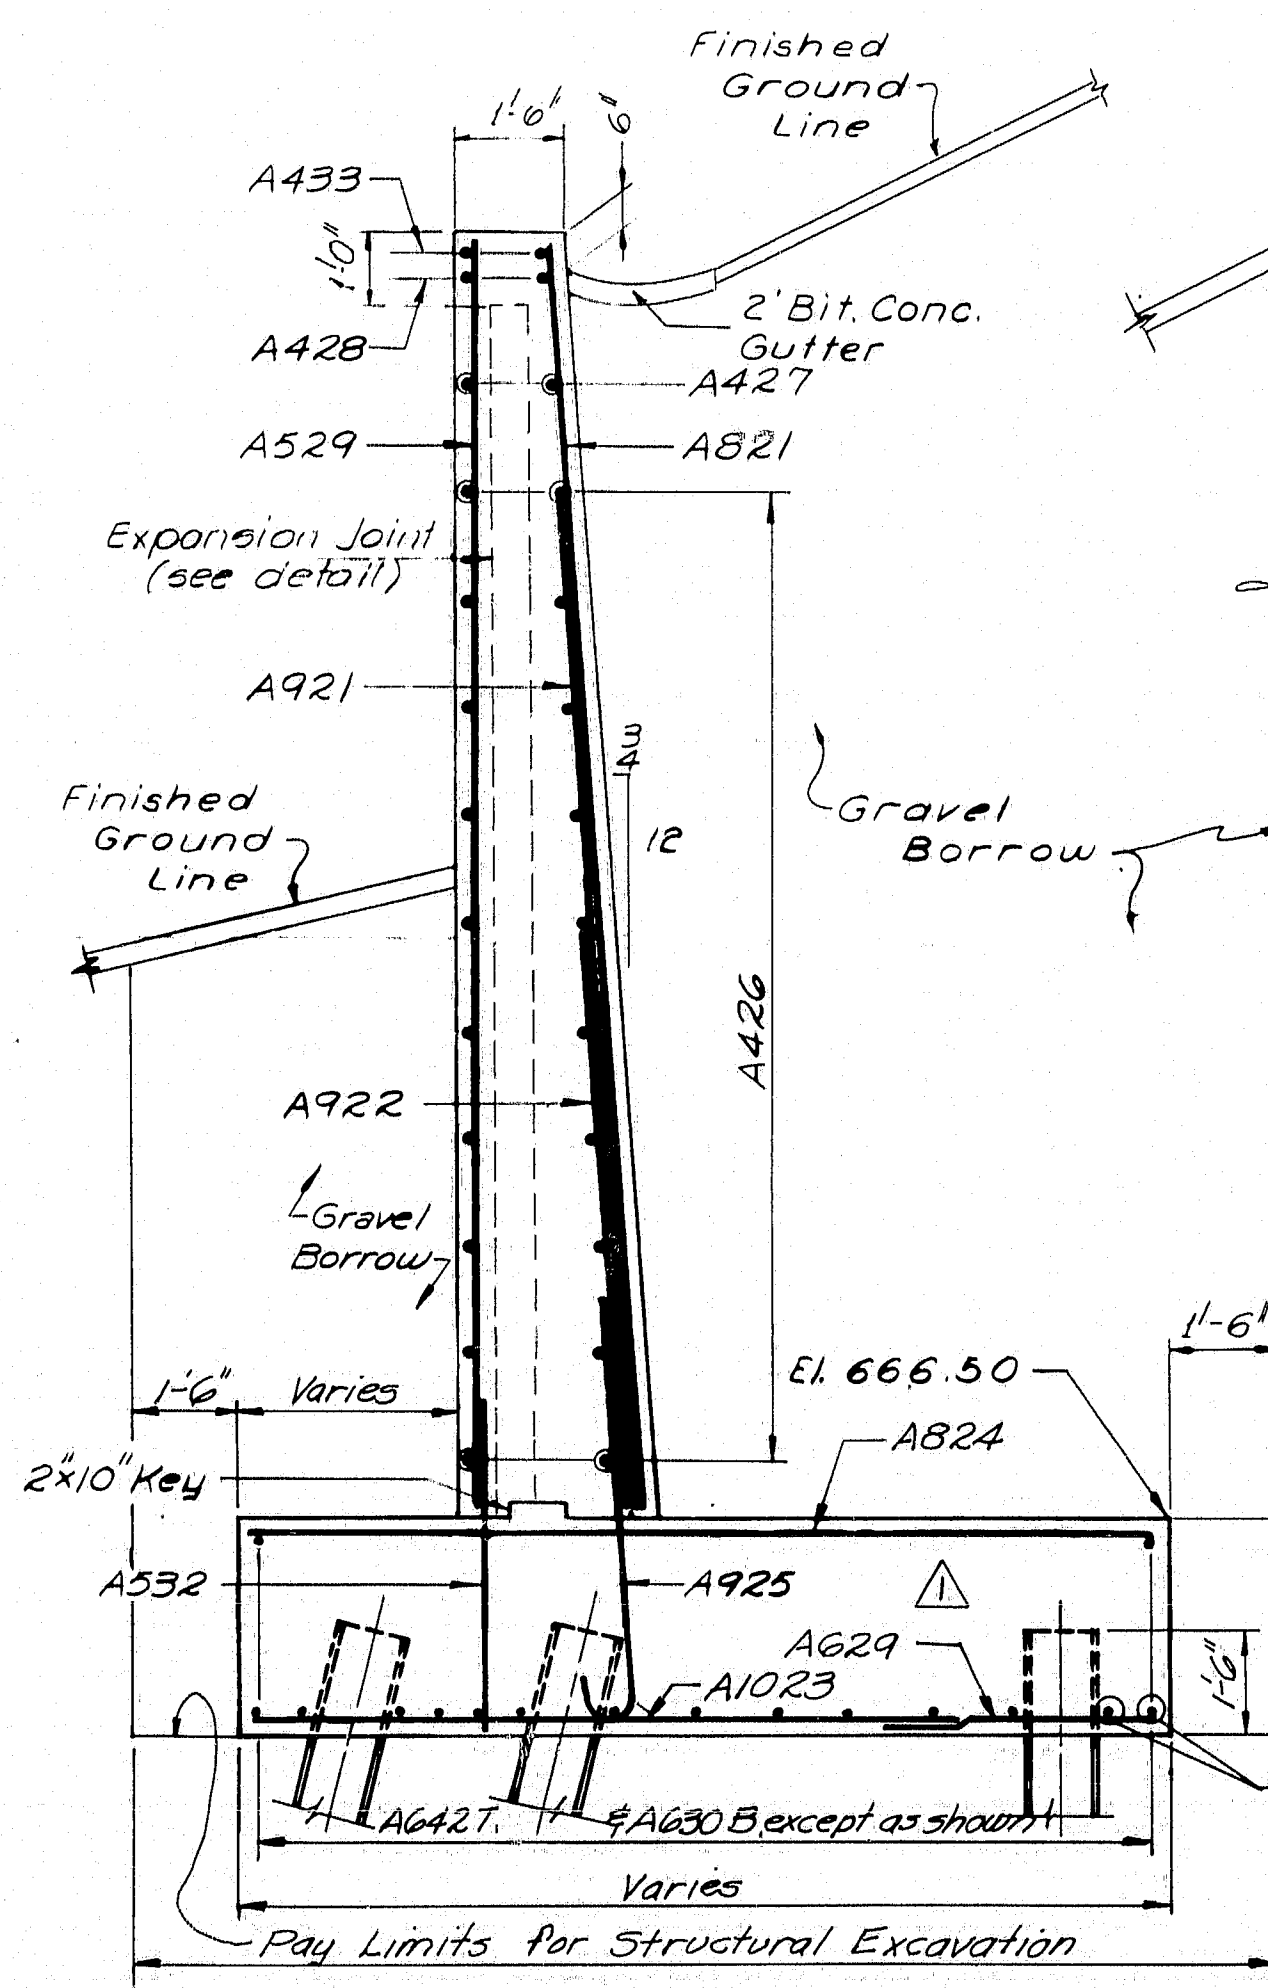 Finished
Ground
Line
1'-6"
6"
A433
1'-0"
A428
2' Bit. Conc.
Gutter
A427
A529
A821
Expansion Joint
(see detail)
A921
3/4
12
Finished
Ground
Line
Gravel
Borrow
A426
A922
Gravel
Borrow
1'-6"
El. 666.50
1'-6"
Varies
A824
2"x10" Key
A532
A925
1
A629
A1023
1'-6"
A642 T.
& A630 B. except as shown
Varies
Pay Limits for Structural Excavation